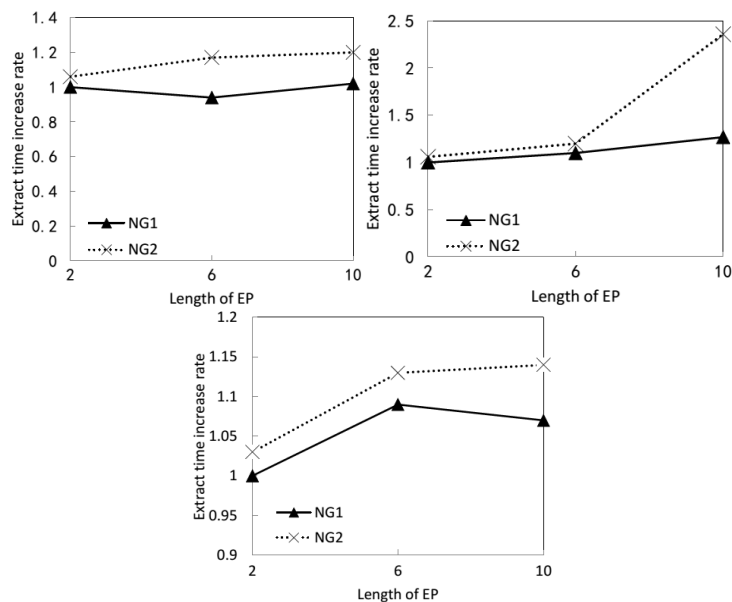 Extract time increase rate
1. 4
1. 2
1
0. 8
0. 6
0. 4
0. 2
0
NG1
NG2
2
6
10
Length of EP
Extract time increase rate
2. 5
2
1. 5
1
0. 5
0
NG1
NG2
2
6
10
Length of EP
Extract time increase rate
1.2
1.15
1.1
1.05
1
0.95
0.9
NG1
NG2
2
6
10
Length of EP